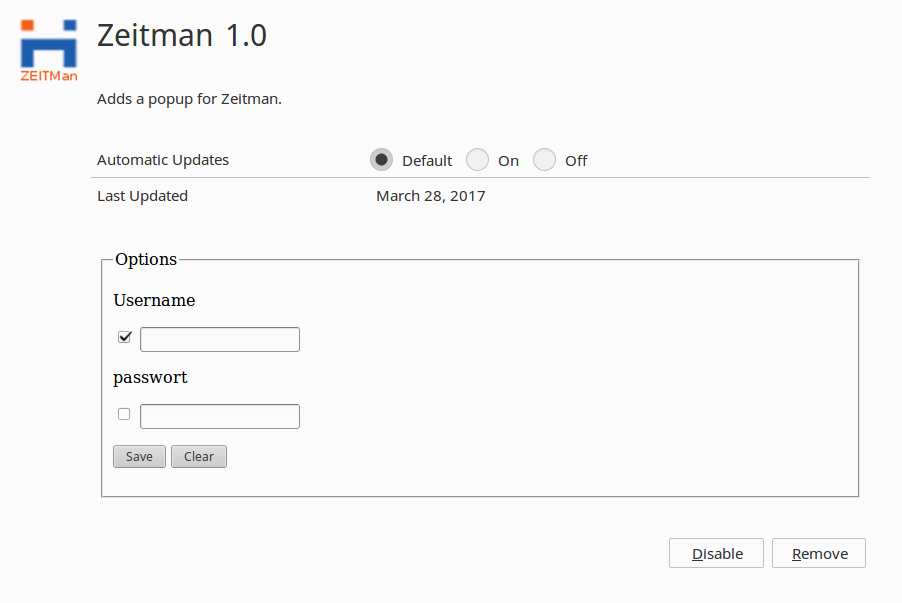 Zeitman 1.0
ZEITMan
Adds a popup for Zeitman.
Automatic Updates Default On Off
Last Updated March 28, 2017
Options
Username
passwort
Save Clear
Disable Remove